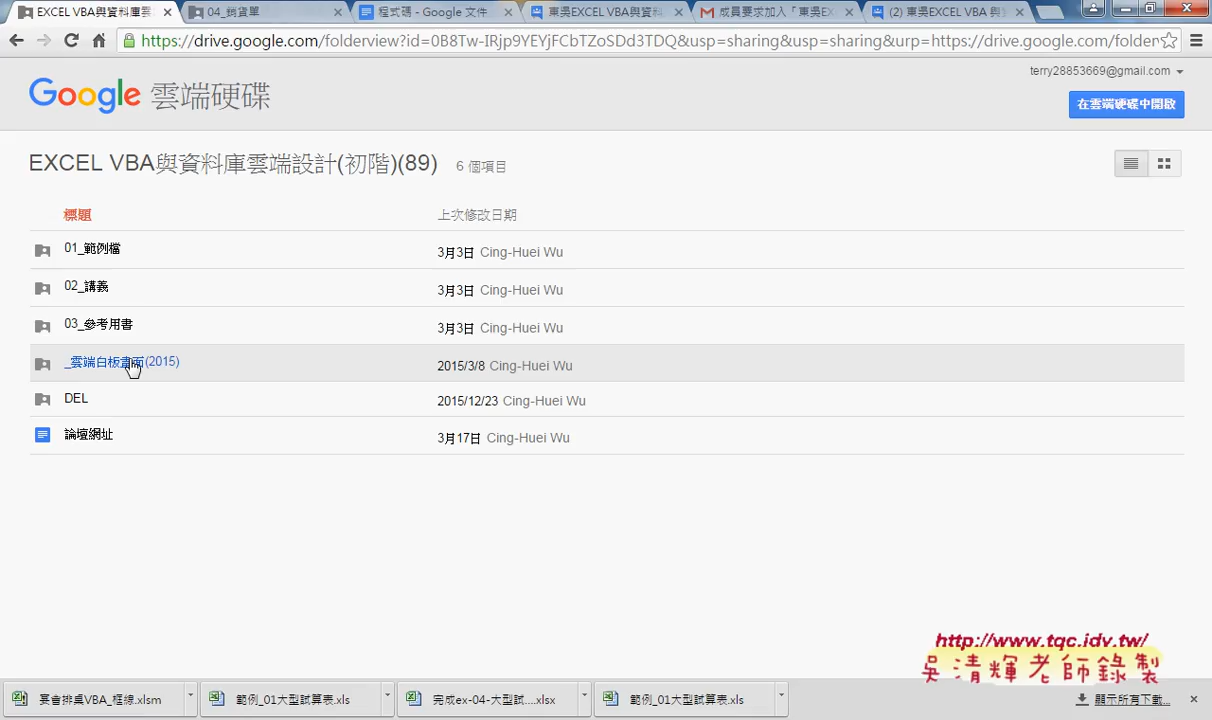 EXCEL VBA與資料庫雲
04_銷貨單
程式碼 - Google 文件
東吳EXCEL VBA與資料
成員要求加入「東吳EX
(2) 東吳EXCEL VBA 與
https://drive.google.com/folderview?id=0B8Tw-IRjp9YEYjFCbTZoSDd3TDQ&usp=sharing&usp=sharing&urp=https://drive.google.com/folder
terry28853669@gmail.com
Google 雲端硬碟
在雲端硬碟中開啟
EXCEL VBA與資料庫雲端設計(初階)(89) 6 個項目
標題 上次修改日期
01_範例檔 3月3日 Cing-Huei Wu
02_講義 3月3日 Cing-Huei Wu
03_參考用書 3月3日 Cing-Huei Wu
_雲端白板畫面(2015) 2015/3/8 Cing-Huei Wu
DEL 2015/12/23 Cing-Huei Wu
論壇網址 3月17日 Cing-Huei Wu
http://www.tqc.idv.tw/
吳清輝老師錄製
宴會排桌VBA_框線.xlsm
範例_01大型試算表.xls
完成ex-04-大型試....xlsx
範例_01大型試算表.xls
顯示所有下載...